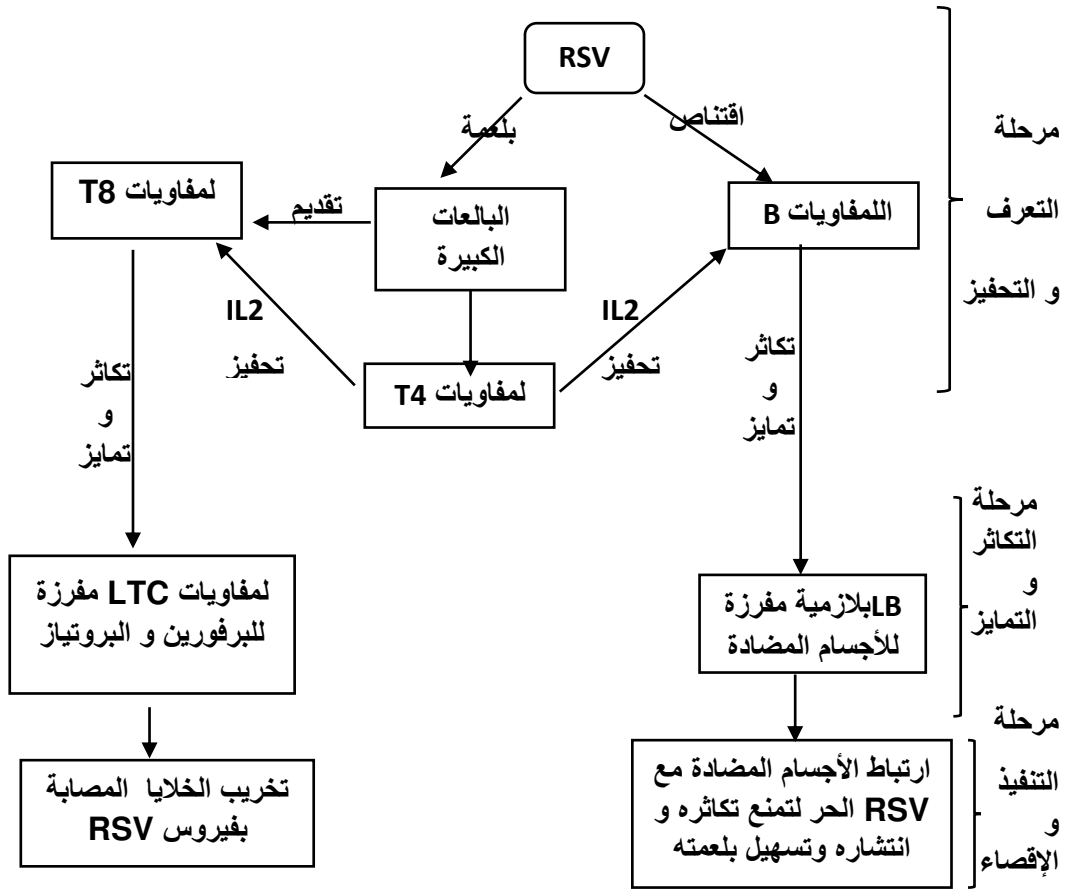 RSV
بلعمة
اقتناص
لمفاويات T8
تقديم
البالعات
الكبيرة
اللمفاويات B
IL2
تحفيز
IL2
تحفيز
لمفاويات T4
تكاثر
و
تمايز
تكاثر
و
تمايز
مرحلة
التعرف
و التحفيز
لمفاويات LTC مفرزة
للبرفورين و البروتياز
LBبلازمية مفرزة
للأجسام المضادة
مرحلة
التكاثر
و
التمايز
تخريب الخلايا المصابة
بفيروس RSV
ارتباط الأجسام المضادة مع
RSV الحر لتمنع تكاثره و
انتشاره وتسهيل بلعمته
مرحلة
التنفيذ
و
الإقصاء